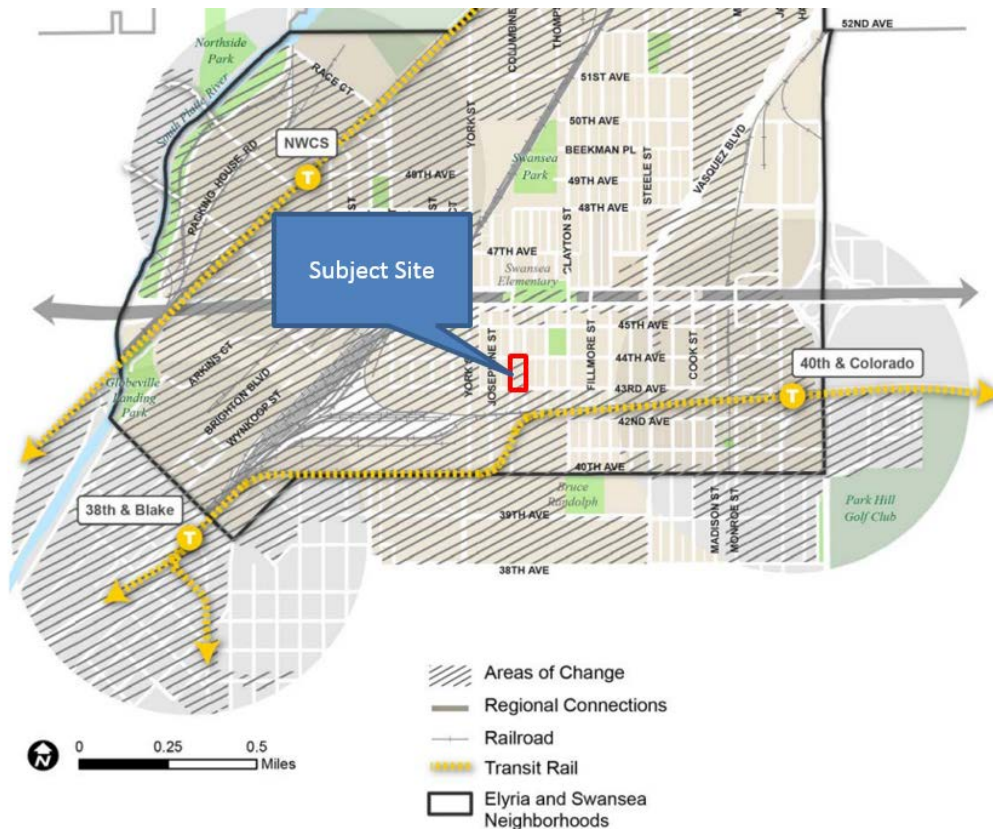 52ND AVE
Northside
Park
COLUMBINE
RACE CT
51ST AVE
South Platte River
YORK ST
50TH AVE
NWCS
BEEKMAN PL
Swansea
Park
STEELE ST
VASQUEZ BLVD
PACKING HOUSE RD
49TH AVE
48TH AVE
CLAYTON ST
47TH AVE
Swansea
Elementary
Subject Site
45TH AVE
44TH AVE
FILLMORE ST
COOK ST
JOSEPHINE ST
40th & Colorado
ARKINS CT
43RD AVE
Globeville
Landing
Park
BRIGHTON BLVD
WYNKOOP ST
42ND AVE
40TH AVE
Bruce
Randolph
38th & Blake
39TH AVE
MADISON ST
MONROE ST
Park Hill
Golf Club
38TH AVE
Areas of Change
Regional Connections
Railroad
Transit Rail
Elyria and Swansea
Neighborhoods
N
0 0.25 0.5
Miles